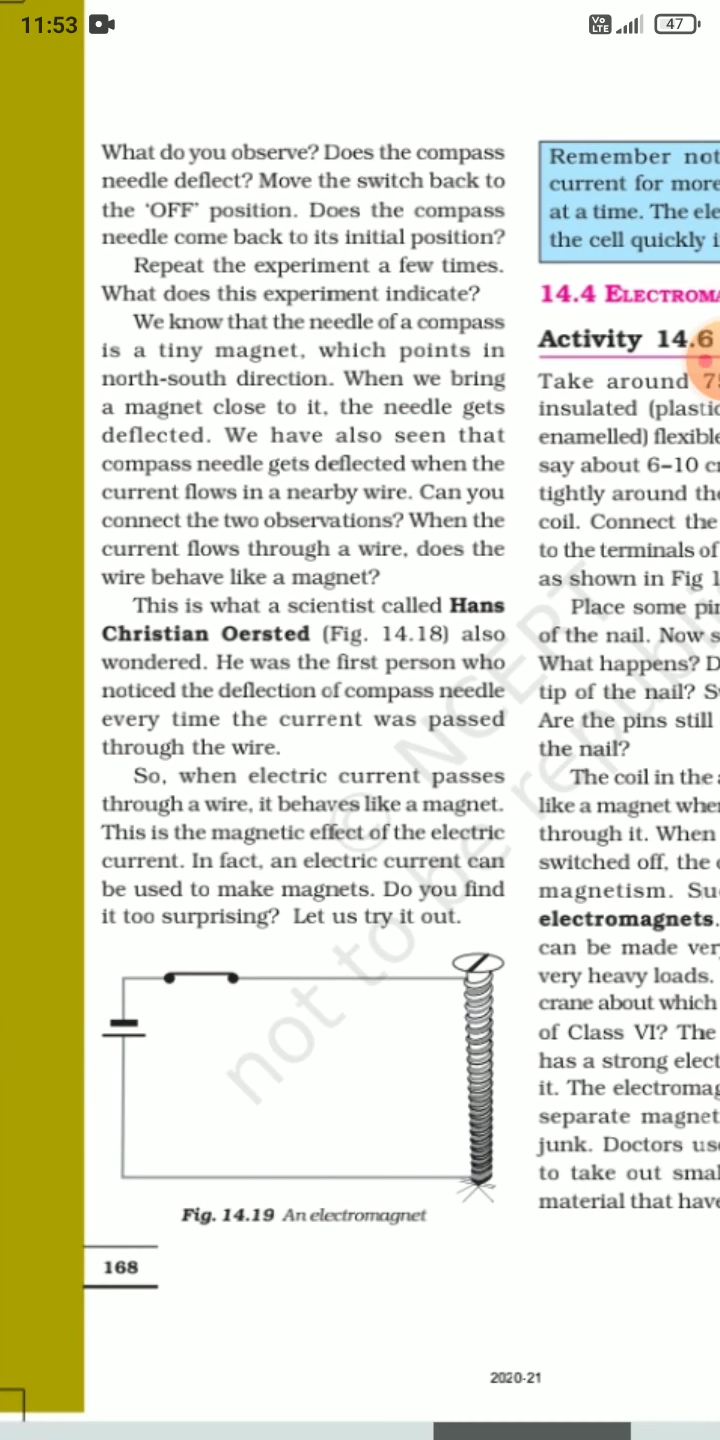 11:53
Vo LTE
47
What do you observe? Does the compass
needle deflect? Move the switch back to
the ‘OFF’ position. Does the compass
needle come back to its initial position?
Repeat the experiment a few times.
What does this experiment indicate?
We know that the needle of a compass
is a tiny magnet, which points in
north-south direction. When we bring
a magnet close to it, the needle gets
deflected. We have also seen that
compass needle gets deflected when the
current flows in a nearby wire. Can you
connect the two observations? When the
current flows through a wire, does the
wire behave like a magnet?
This is what a scientist called Hans
Christian Oersted (Fig. 14.18) also
wondered. He was the first person who
noticed the deflection of compass needle
every time the current was passed
through the wire.
So, when electric current passes
through a wire, it behaves like a magnet.
This is the magnetic effect of the electric
current. In fact, an electric current can
be used to make magnets. Do you find
it too surprising? Let us try it out.
Fig. 14.19 An electromagnet
168
Remember not
current for more
at a time. The ele
the cell quickly i
14.4 ELECTROMA
Activity 14.6
Take around 75
insulated (plastic
enamelled) flexible
say about 6–10 c
tightly around the
coil. Connect the
to the terminals of
as shown in Fig 1
Place some pin
of the nail. Now s
What happens? D
tip of the nail? S
Are the pins still
the nail?
The coil in the a
like a magnet when
through it. When
switched off, the
magnetism. Su
electromagnets.
can be made very
very heavy loads.
crane about which
of Class VI? The
has a strong elect
it. The electromag
separate magnet
junk. Doctors use
to take out smal
material that have
2020-21
© NCERT
not to be republi